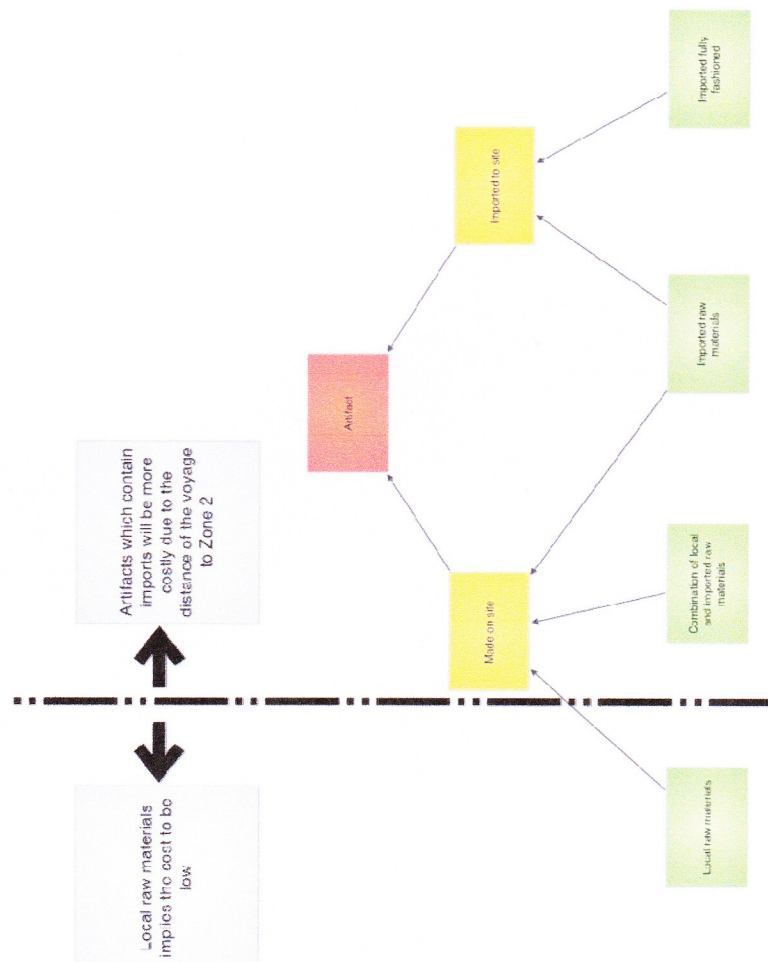 Local raw materials
implies the cost to be
low
Artifacts which contain
imports will be more
costly due to the
distance of the voyage
to Zone 2
Artifact
Made on site
Imported to site
Local raw materials
Combination of local
and imported raw
materials
Imported raw
materials
Imported fully
fashioned